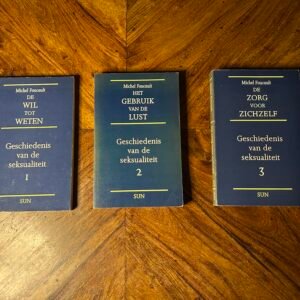 Michel Foucault
DE
WIL
TOT
WETEN
Geschiedenis
van de
seksualiteit
1
SUN
Michel Foucault
HET
GEBRUIK
VAN DE
LUST
Geschiedenis
van de
seksualiteit
2
SUN
Michel Foucault
DE
ZORG
VOOR
ZICHZELF
Geschiedenis
van de
seksualiteit
3
SUN